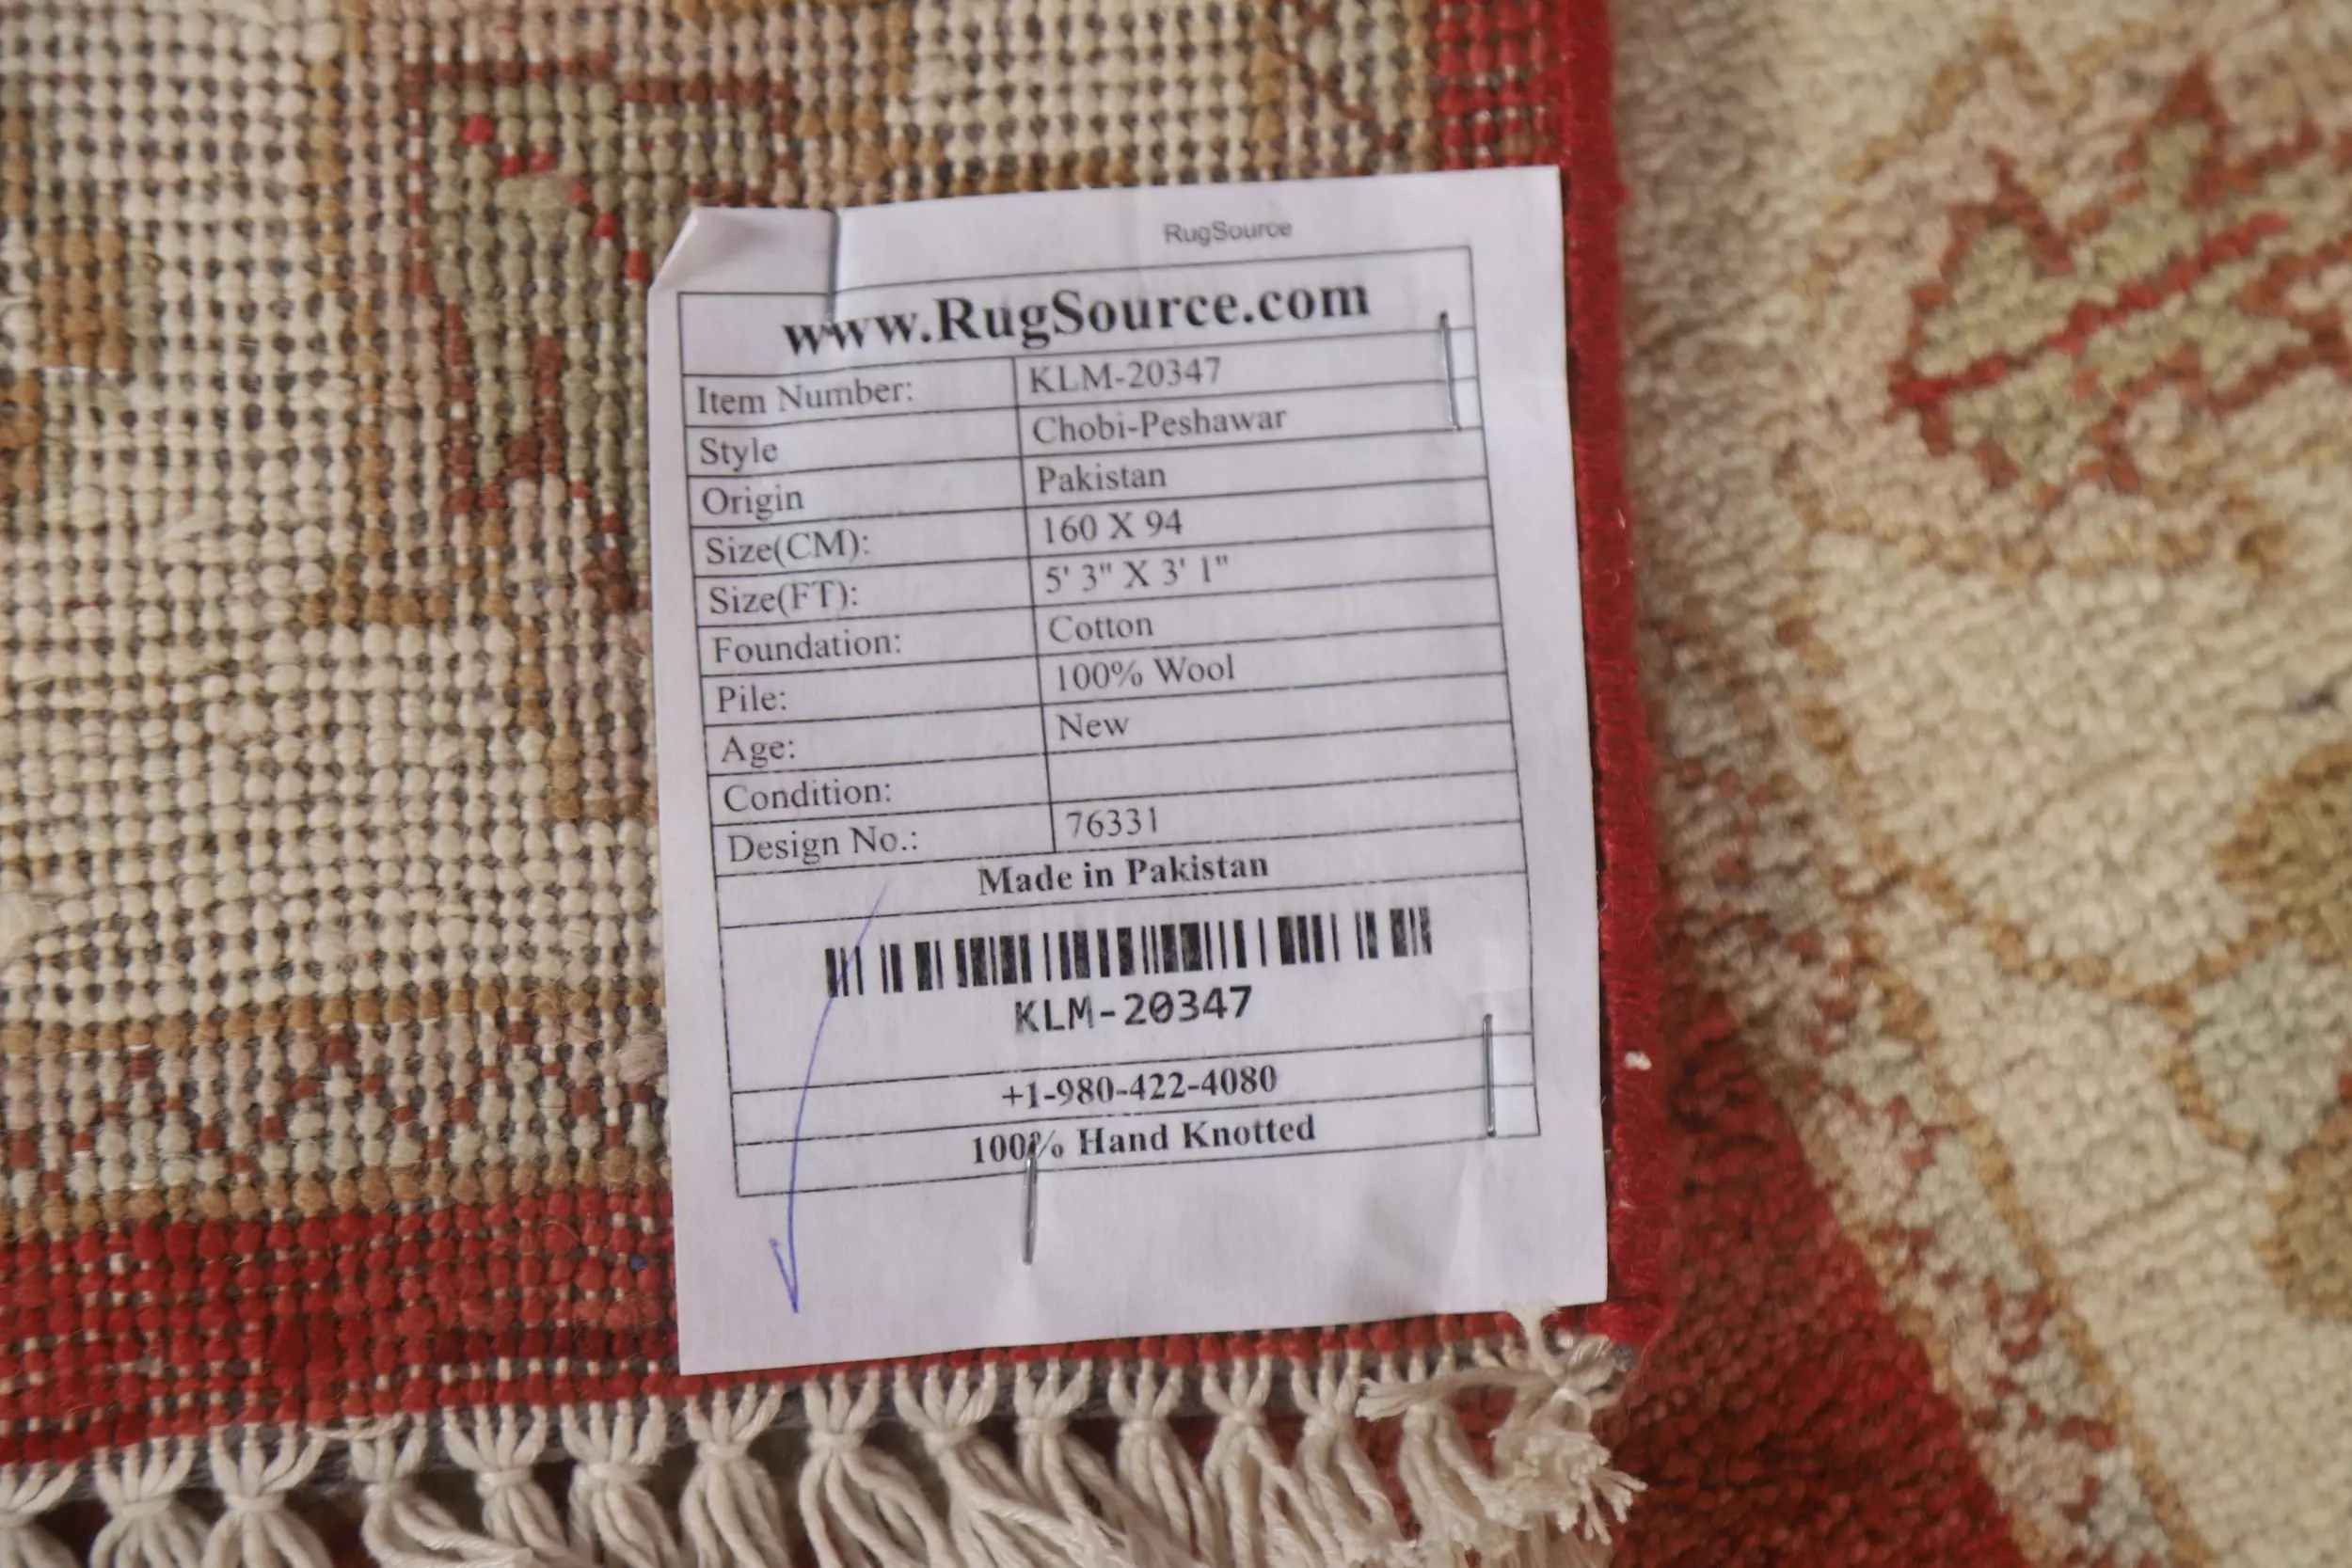 RugSource
www.RugSource.com
Item Number: KLM-20347
Style Chobi-Peshawar
Origin Pakistan
Size(CM): 160 X 94
Size(FT): 5' 3" X 3' 1"
Foundation: Cotton
Pile: 100% Wool
Age: New
Condition:
Design No.: 76331
Made in Pakistan
KLM-20347
+1-980-422-4080
100% Hand Knotted